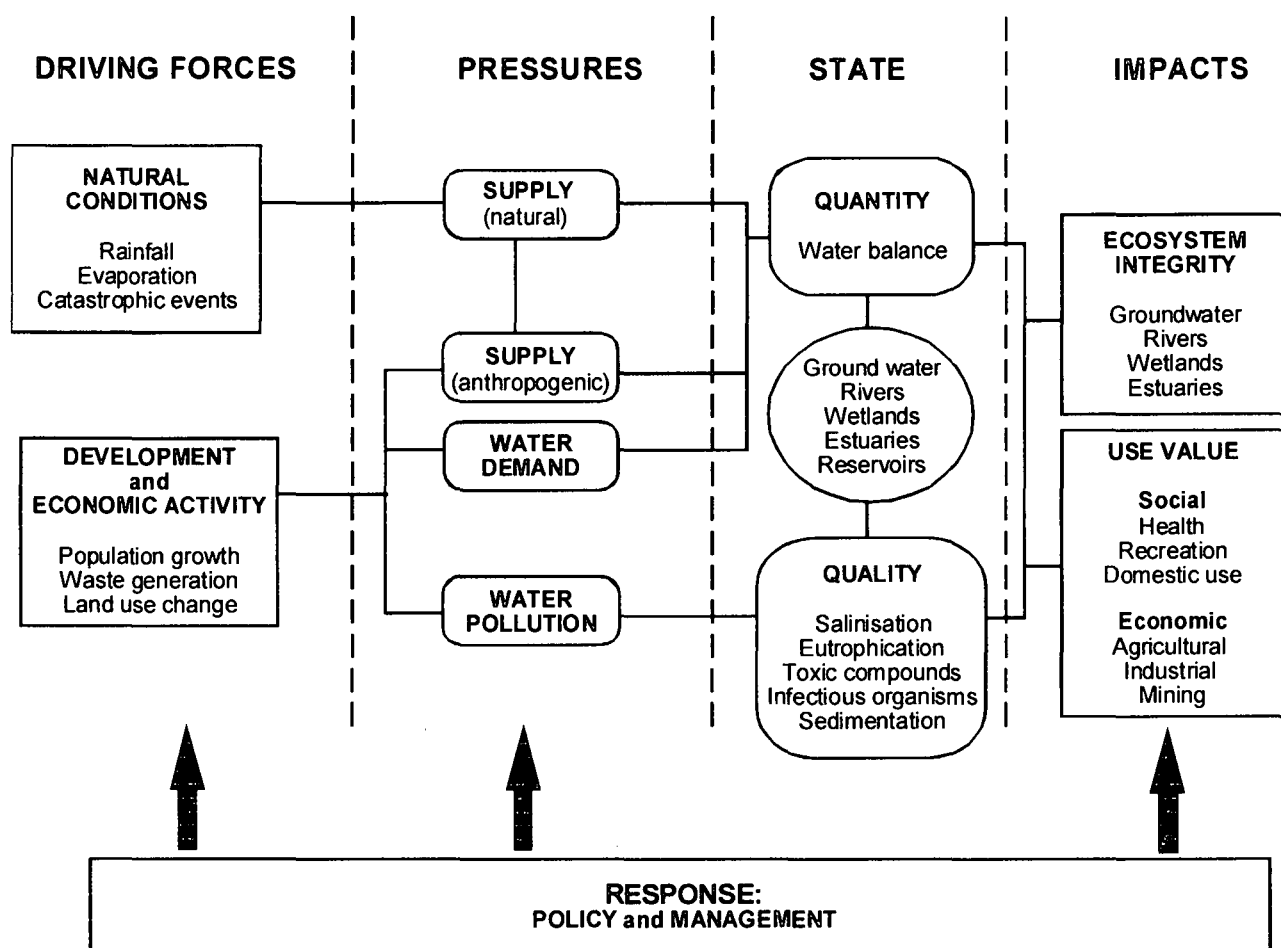 DRIVING FORCES
PRESSURES
STATE
IMPACTS
NATURAL
CONDITIONS
Rainfall
Evaporation
Catastrophic events
DEVELOPMENT
and
ECONOMIC ACTIVITY
Population growth
Waste generation
Land use change
SUPPLY
(natural)
SUPPLY
(anthropogenic)
WATER
DEMAND
WATER
POLLUTION
QUANTITY
Water balance
Ground water
Rivers
Wetlands
Estuaries
Reservoirs
QUALITY
Salinisation
Eutrophication
Toxic compounds
Infectious organisms
Sedimentation
ECOSYSTEM
INTEGRITY
Groundwater
Rivers
Wetlands
Estuaries
USE VALUE
Social
Health
Recreation
Domestic use
Economic
Agricultural
Industrial
Mining
RESPONSE:
POLICY and MANAGEMENT